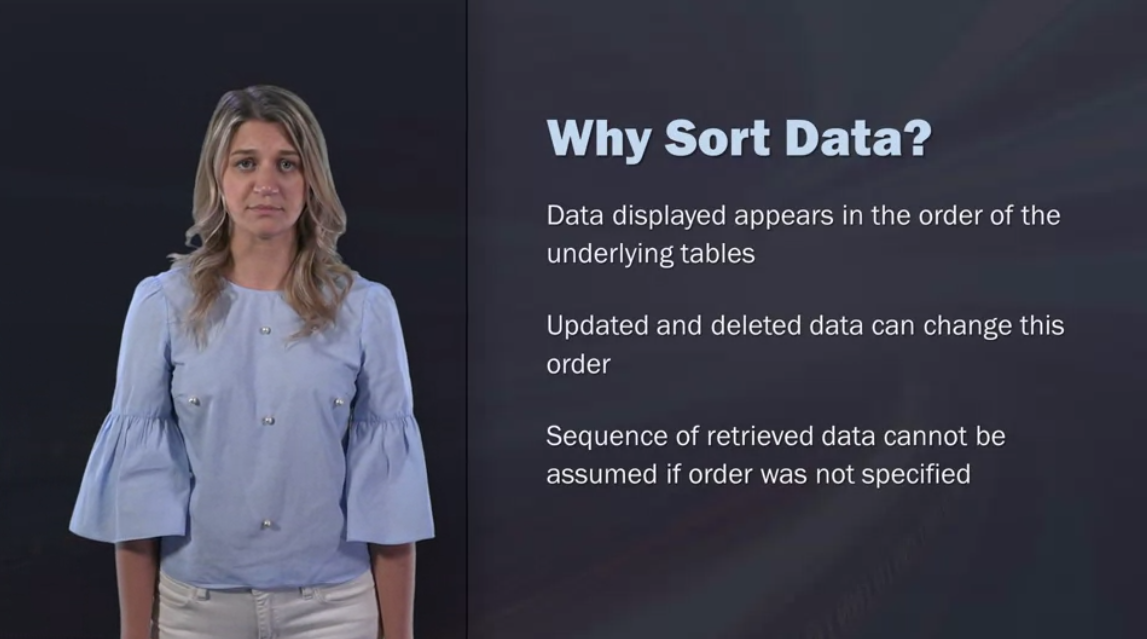 Why Sort Data?
Data displayed appears in the order of the
underlying tables
Updated and deleted data can change this
order
Sequence of retrieved data cannot be
assumed if order was not specified